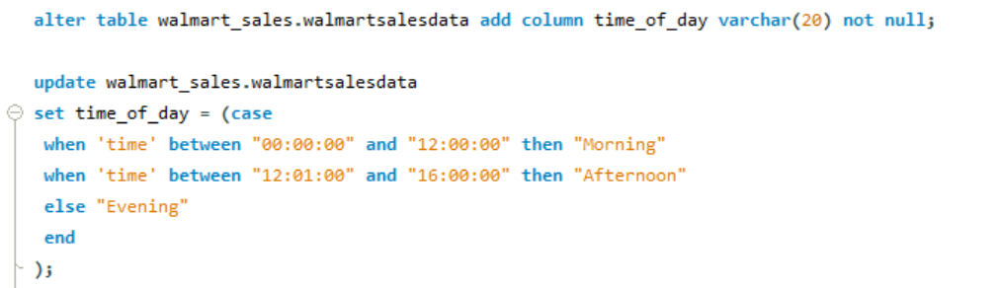 alter table walmart_sales.walmartsalesdata add column time_of_day varchar(20) not null;
update walmart_sales.walmartsalesdata
set time_of_day = (case
when 'time' between "00:00:00" and "12:00:00" then "Morning"
when 'time' between "12:01:00" and "16:00:00" then "Afternoon"
else "Evening"
end
);